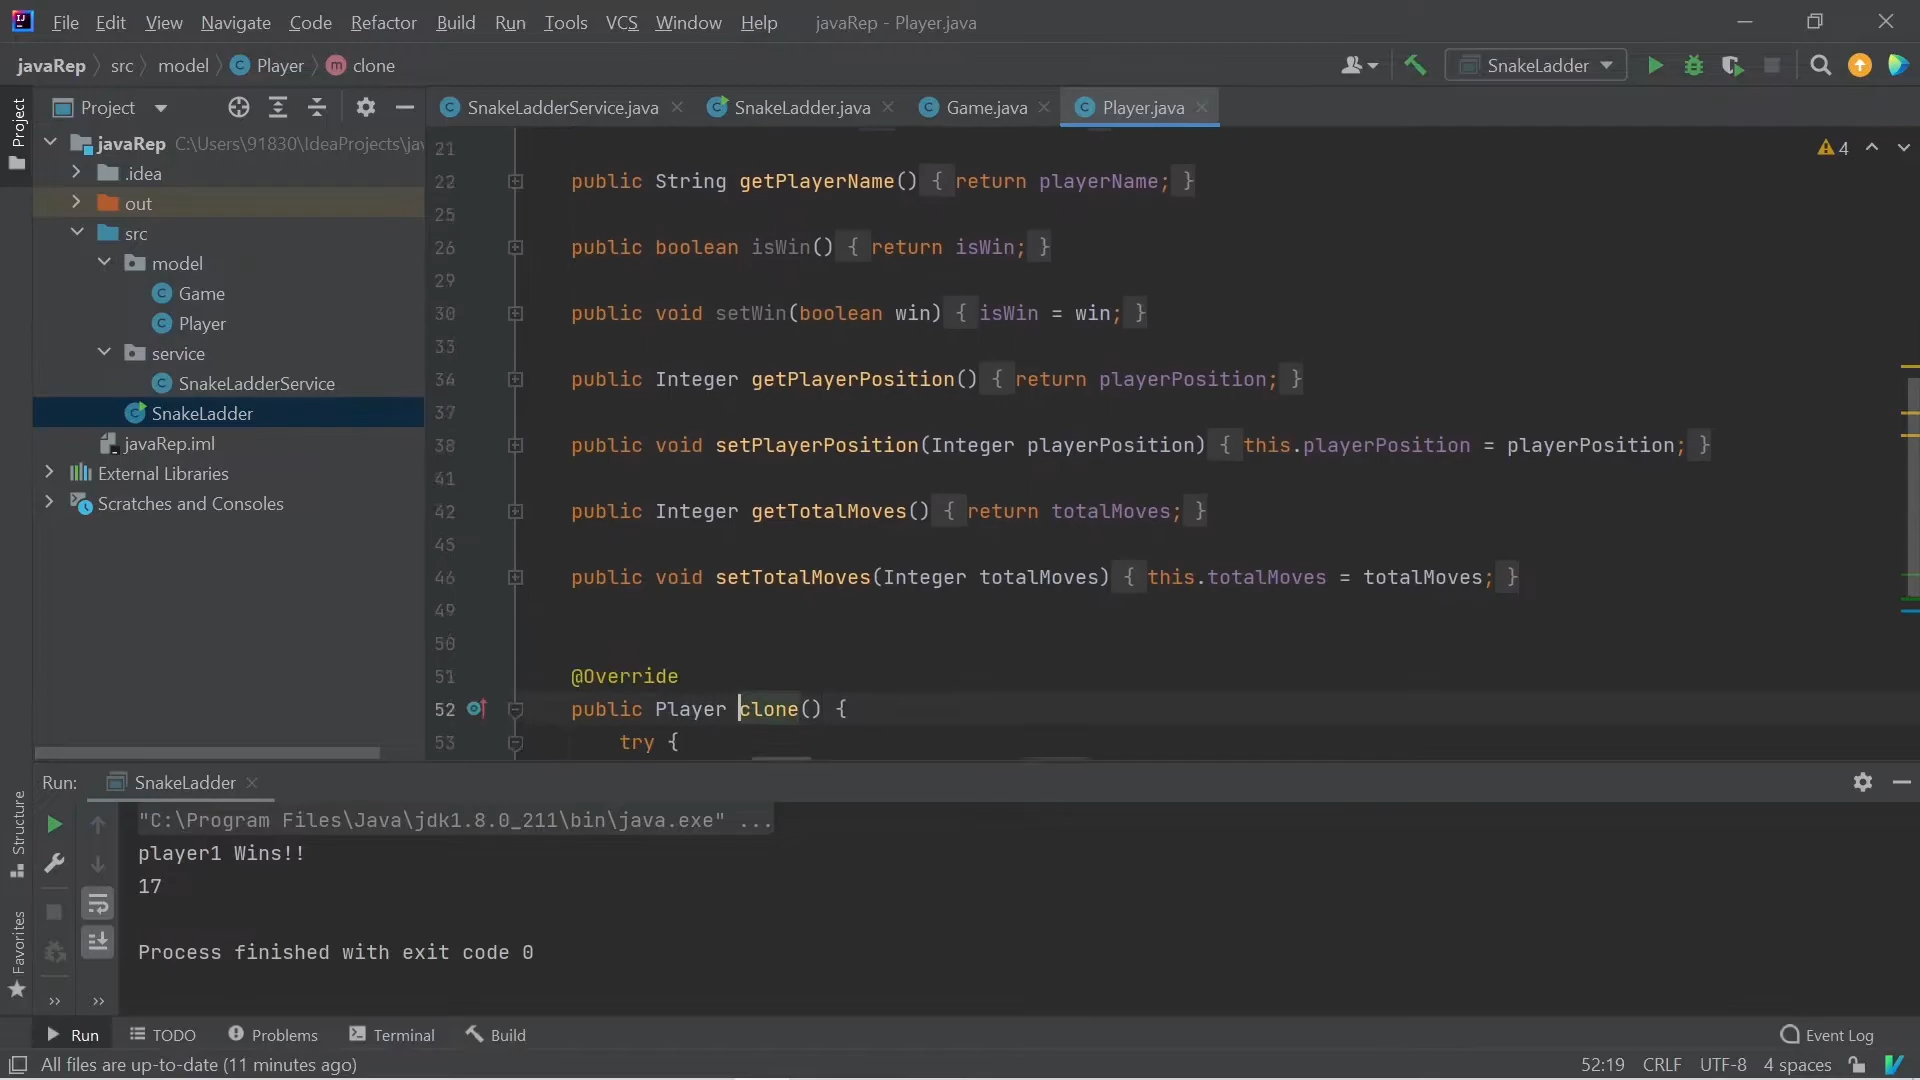 File Edit View Navigate Code Refactor Build Run Tools VCS Window Help javaRep - Player.java
javaRep src model Player clone SnakeLadder
Project Project SnakeLadderService.java SnakeLadder.java Game.java Player.java
javaRep C:\Users\91830\IdeaProjects\jav
.idea
out
src
model
Game
Player
service
SnakeLadderService
SnakeLadder
javaRep.iml
External Libraries
Scratches and Consoles
4
21
22 public String getPlayerName() { return playerName; }
25
26 public boolean isWin() { return isWin; }
29
30 public void setWin(boolean win) { isWin = win; }
33
34 public Integer getPlayerPosition() { return playerPosition; }
37
38 public void setPlayerPosition(Integer playerPosition) { this.playerPosition = playerPosition; }
41
42 public Integer getTotalMoves() { return totalMoves; }
45
46 public void setTotalMoves(Integer totalMoves) { this.totalMoves = totalMoves; }
49
50
51 @Override
52 public Player clone() {
53 try {
Run: SnakeLadder
"C:\Program Files\Java\jdk1.8.0_211\bin\java.exe" ...
player1 Wins!!
17
Process finished with exit code 0
Structure
Favorites
Run TODO Problems Terminal Build Event Log
All files are up-to-date (11 minutes ago) 52:19 CRLF UTF-8 4 spaces